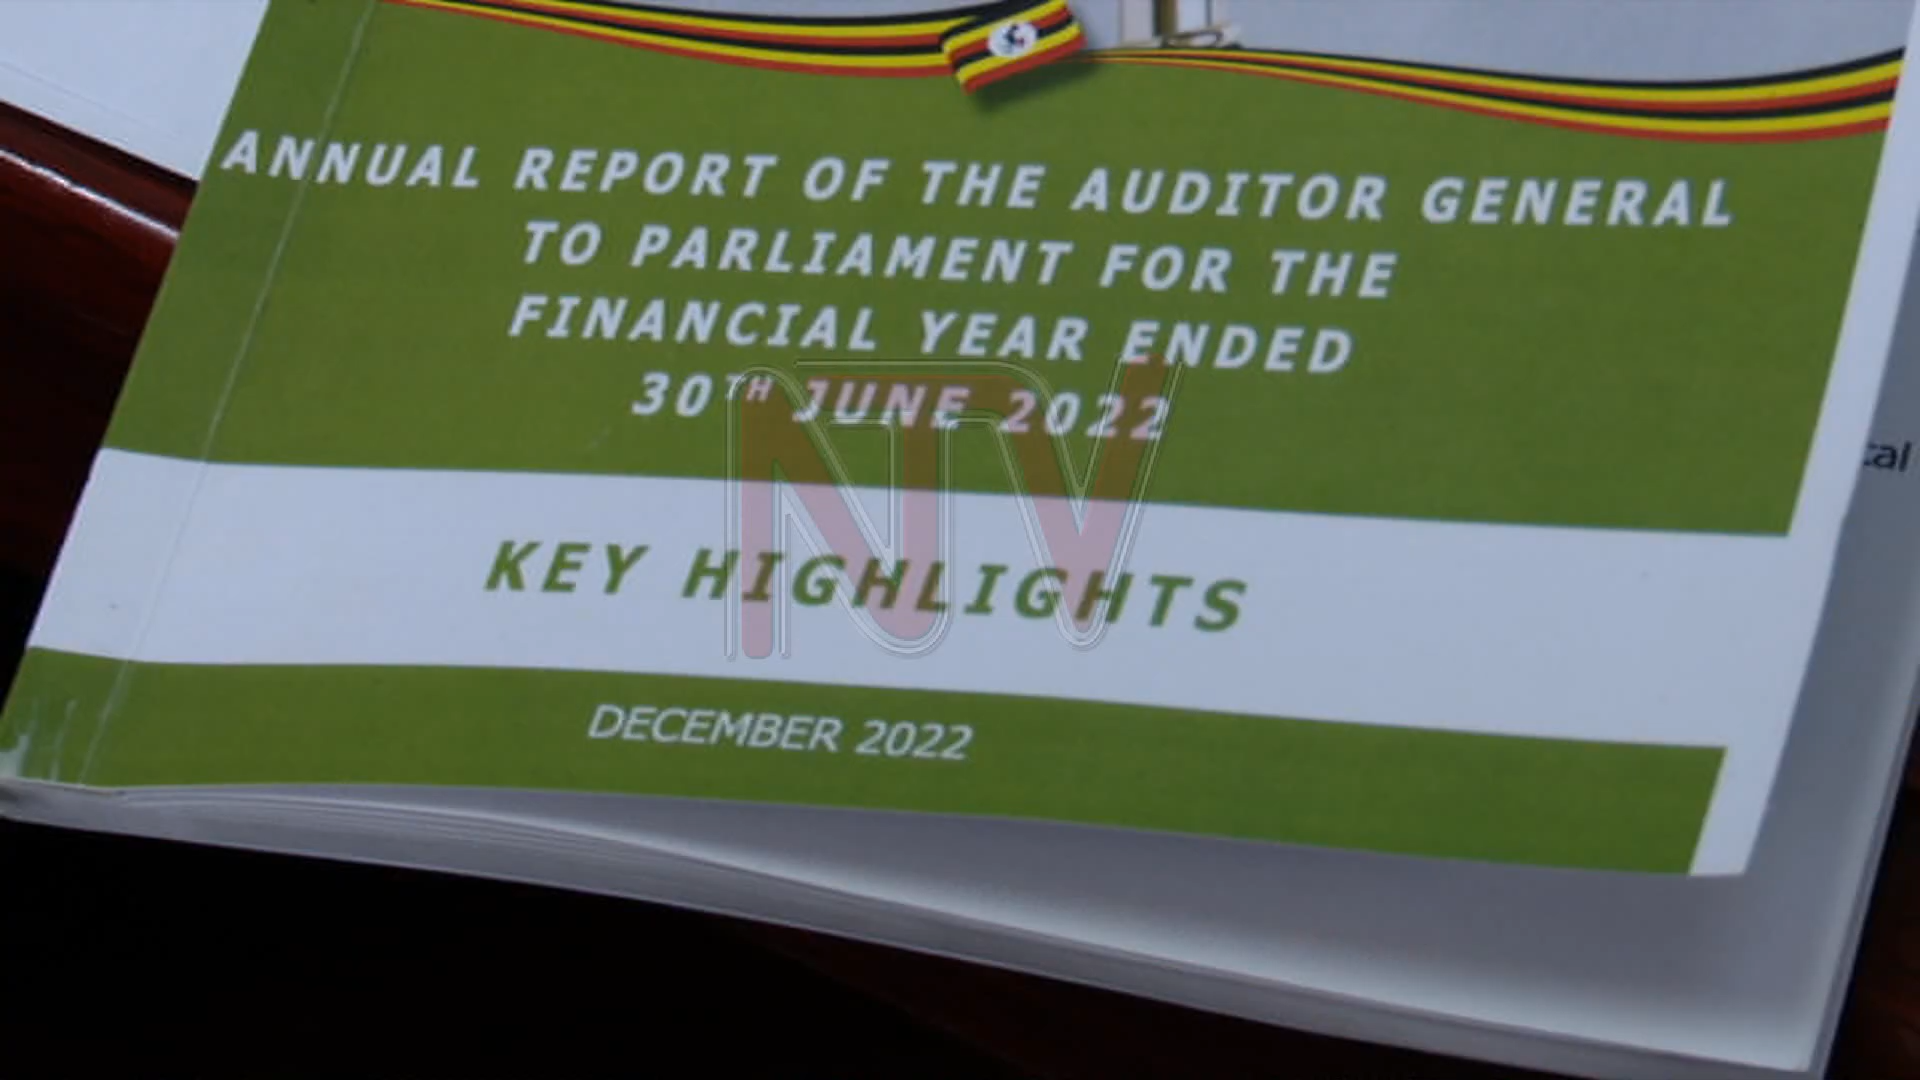 ANNUAL REPORT OF THE AUDITOR GENERAL
TO PARLIAMENT FOR THE
FINANCIAL YEAR ENDED
30TH JUNE 2022
NTV
KEY HIGHLIGHTS
DECEMBER 2022